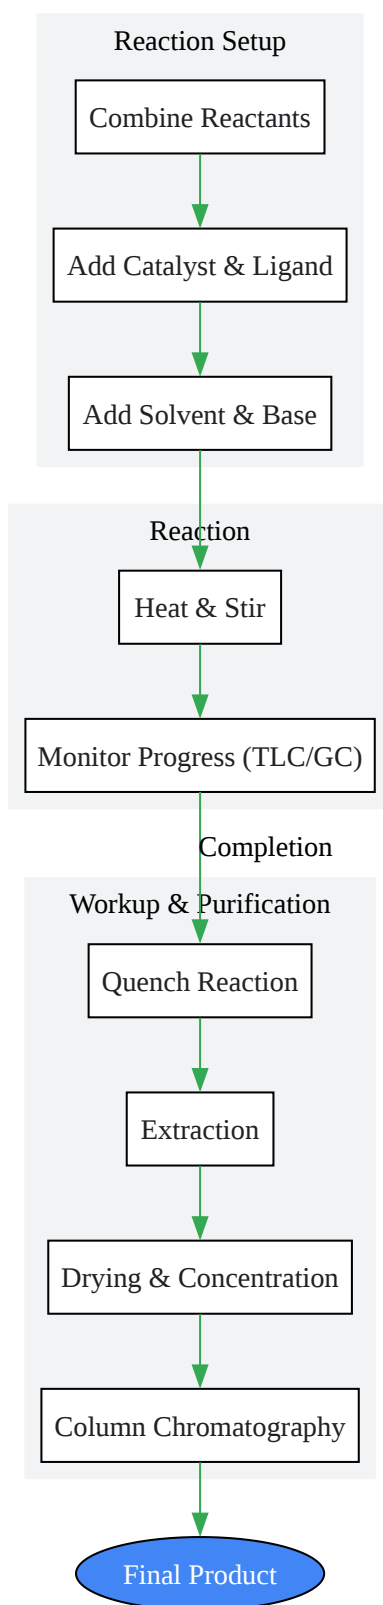 Reaction Setup
Combine Reactants
Add Catalyst & Ligand
Add Solvent & Base
Reaction
Heat & Stir
Monitor Progress (TLC/GC)
Completion
Workup & Purification
Quench Reaction
Extraction
Drying & Concentration
Column Chromatography
Final Product